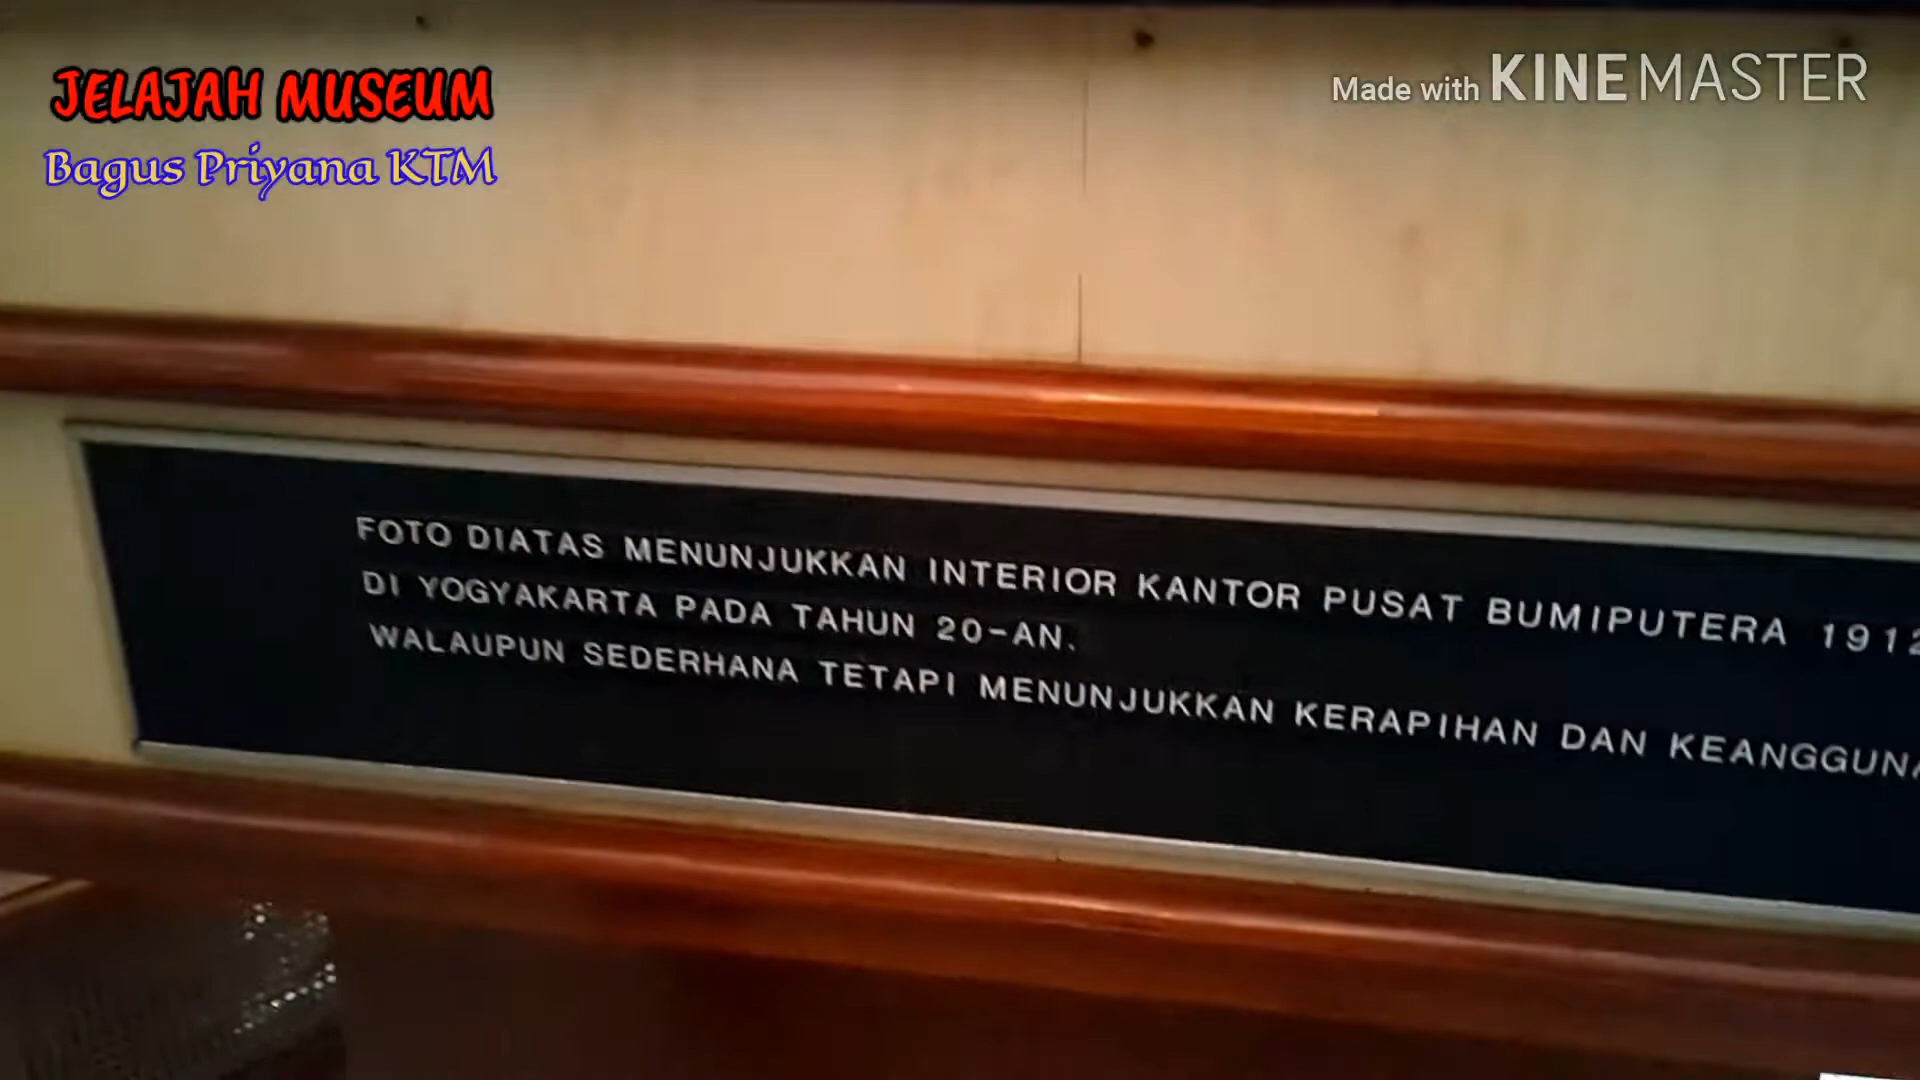 JELAJAH MUSEUM
Bagus Priyana KTM
Made with KINEMASTER
FOTO DIATAS MENUNJUKKAN INTERIOR KANTOR PUSAT BUMIPUTERA 1912
DI YOGYAKARTA PADA TAHUN 20-AN.
WALAUPUN SEDERHANA TETAPI MENUNJUKKAN KERAPIHAN DAN